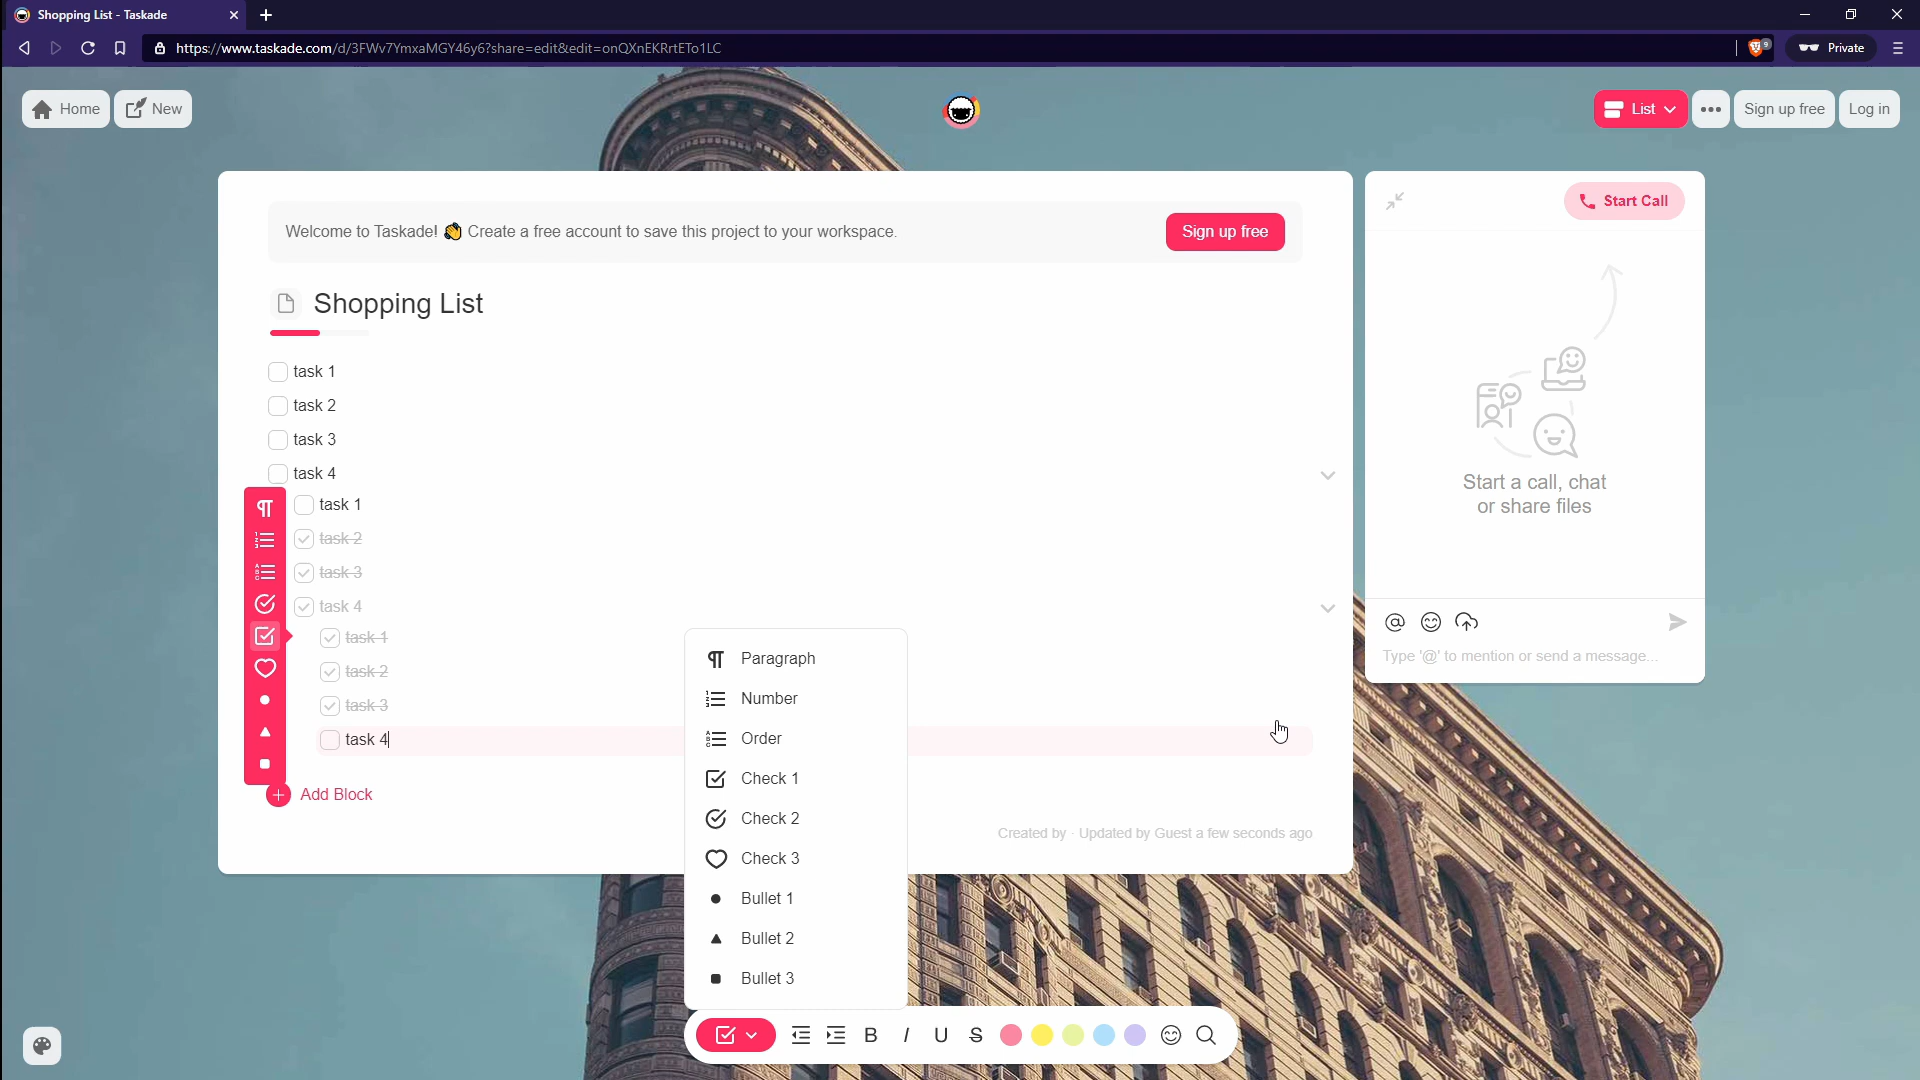 Shopping List - Taskade
https://www.taskade.com/d/3FWv7YmxaMGY46y6?share=edit&edit=onQXnEKRrtETo1LC
9
Private
Home
New
List
Sign up free
Log in
Welcome to Taskade! 👋 Create a free account to save this project to your workspace.
Sign up free
Start Call
Shopping List
task 1
task 2
task 3
task 4
task 1
task 2
task 3
task 4
task 1
task 2
task 3
task 4
Add Block
Created by · Updated by Guest a few seconds ago
Start a call, chat
or share files
Type '@' to mention or send a message...
Paragraph
Number
Order
Check 1
Check 2
Check 3
Bullet 1
Bullet 2
Bullet 3
B I U S